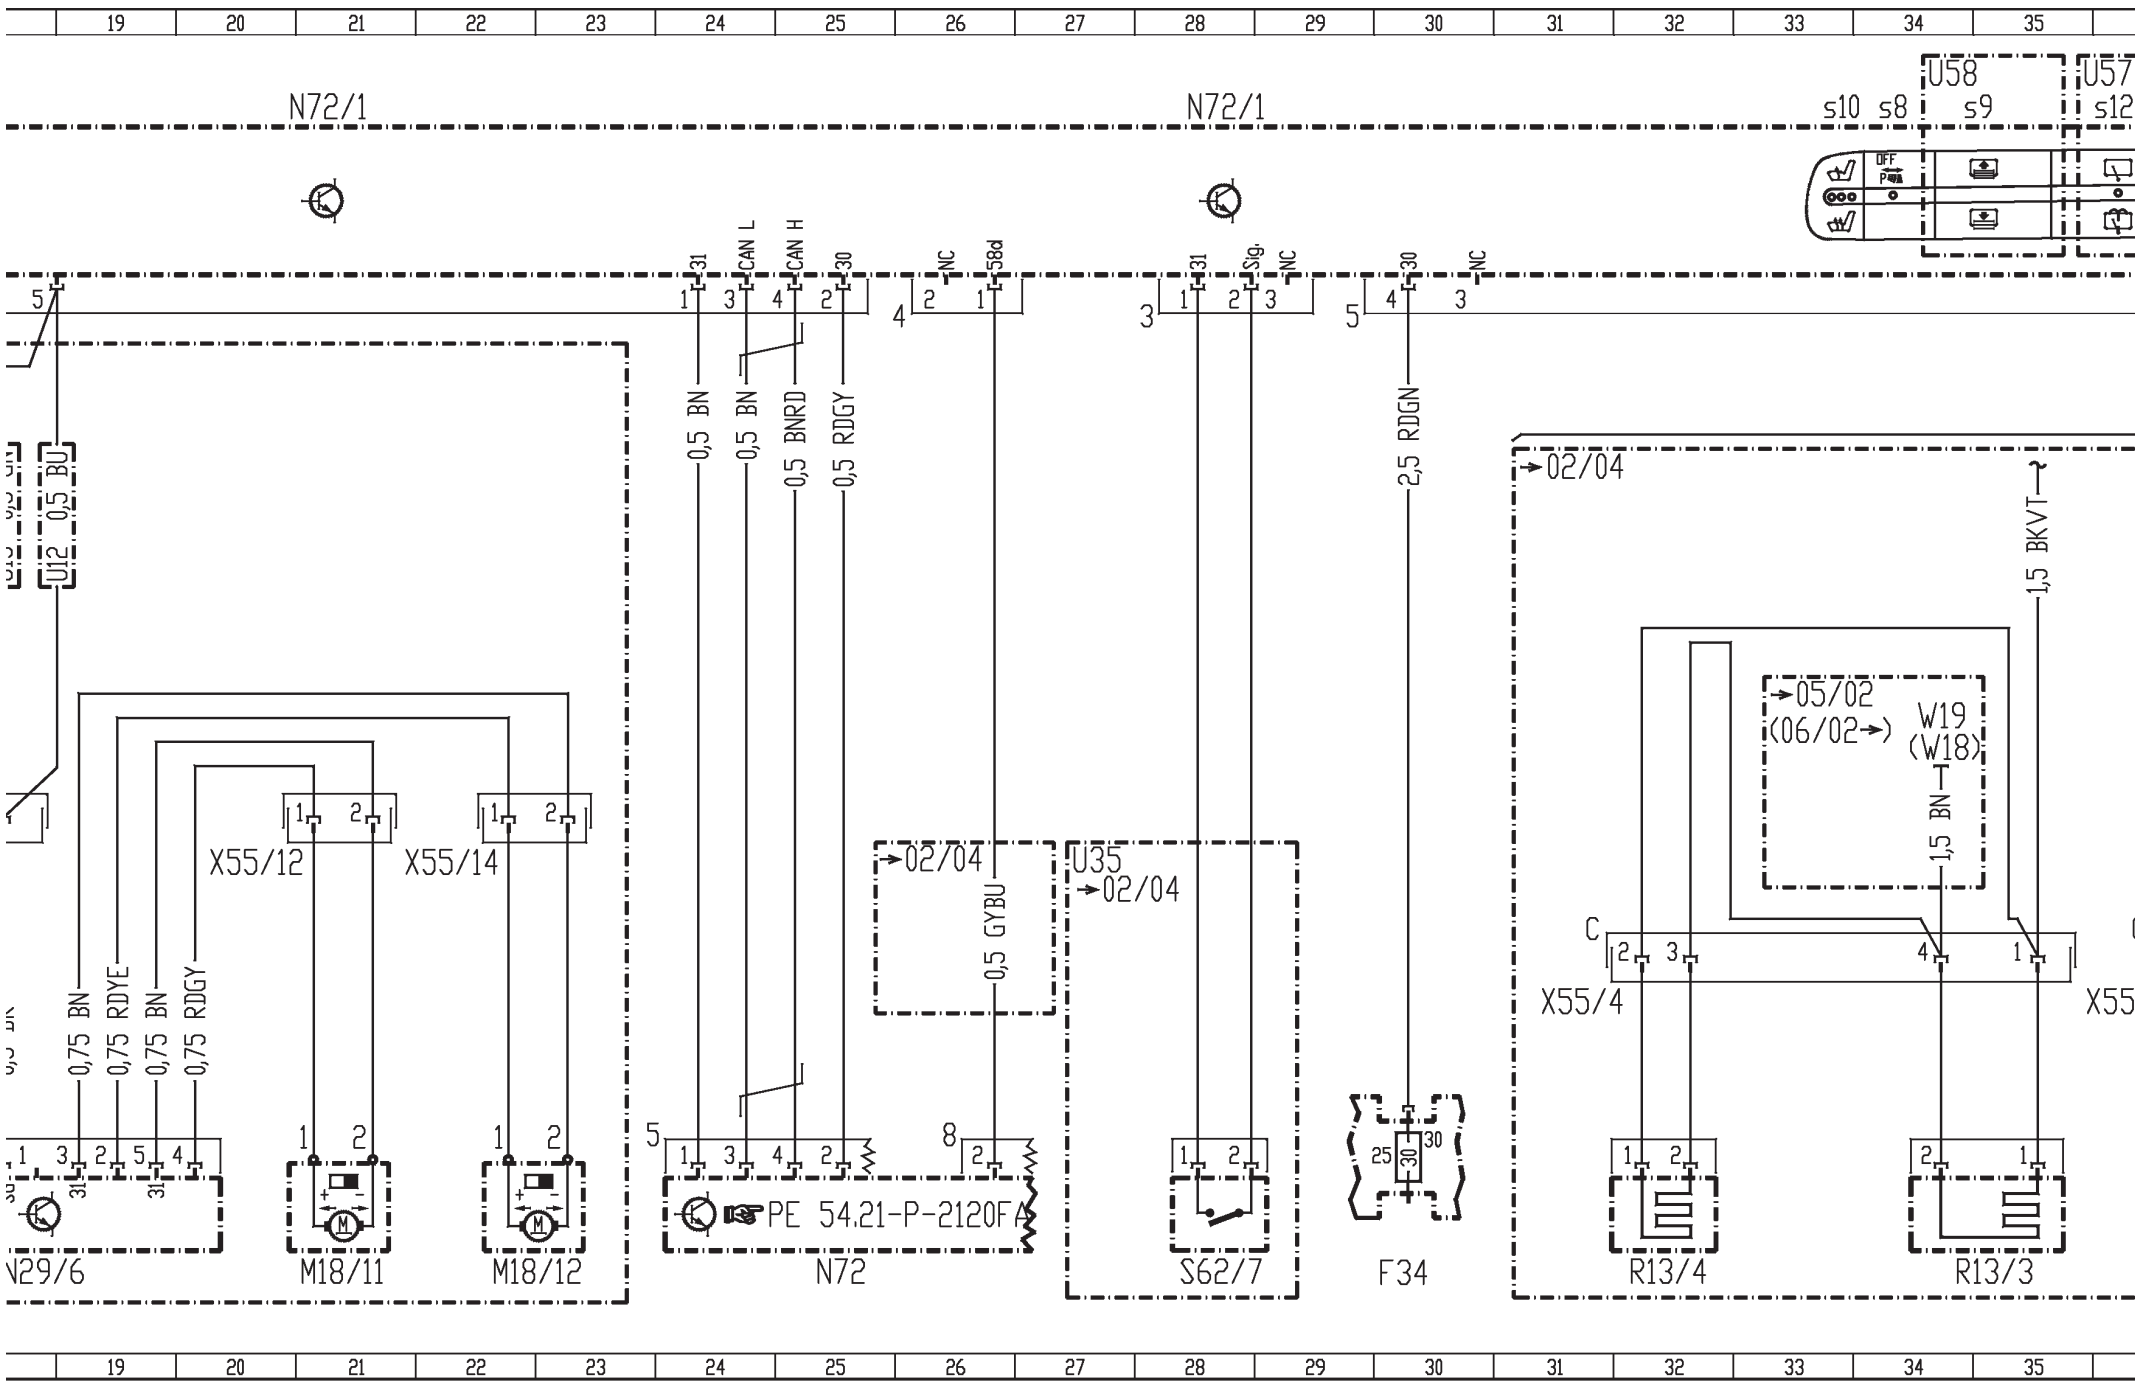 19 20 21 22 23 24 25 26 27 28 29 30 31 32 33 34 35
U58 U57
N72/1 N72/1 s10 s8 s9 s12
OFF
P
31 CAN L CAN H 30 NC 58d 31 Sig. NC 30 NC
5 1 3 4 2 2 1 1 2 3 4 3
4 3 5
0,5 BN 0,5 BN 0,5 BNRD 0,5 RDGY 2,5 RDGN
→02/04
U12 0,5 BU
1,5 BKVT
→05/02
(06/02→)
W19
(W18)
1,5 BN
1 2 1 2
X55/12 X55/14
→02/04
0,5 GYBU
U35
→02/04
C
2 3 4 1
X55/4 X55
0,75 BN 0,75 RDYE 0,75 BN 0,75 RDGY
1 3 2 5 4
31 31
1 2 1 2
5 1 3 4 2 8 2
1 2
30
25 30
1 2 2 1
+ - + -
M M
PE 54.21-P-2120FA
N29/6 M18/11 M18/12 N72 S62/7 F34 R13/4 R13/3
19 20 21 22 23 24 25 26 27 28 29 30 31 32 33 34 35